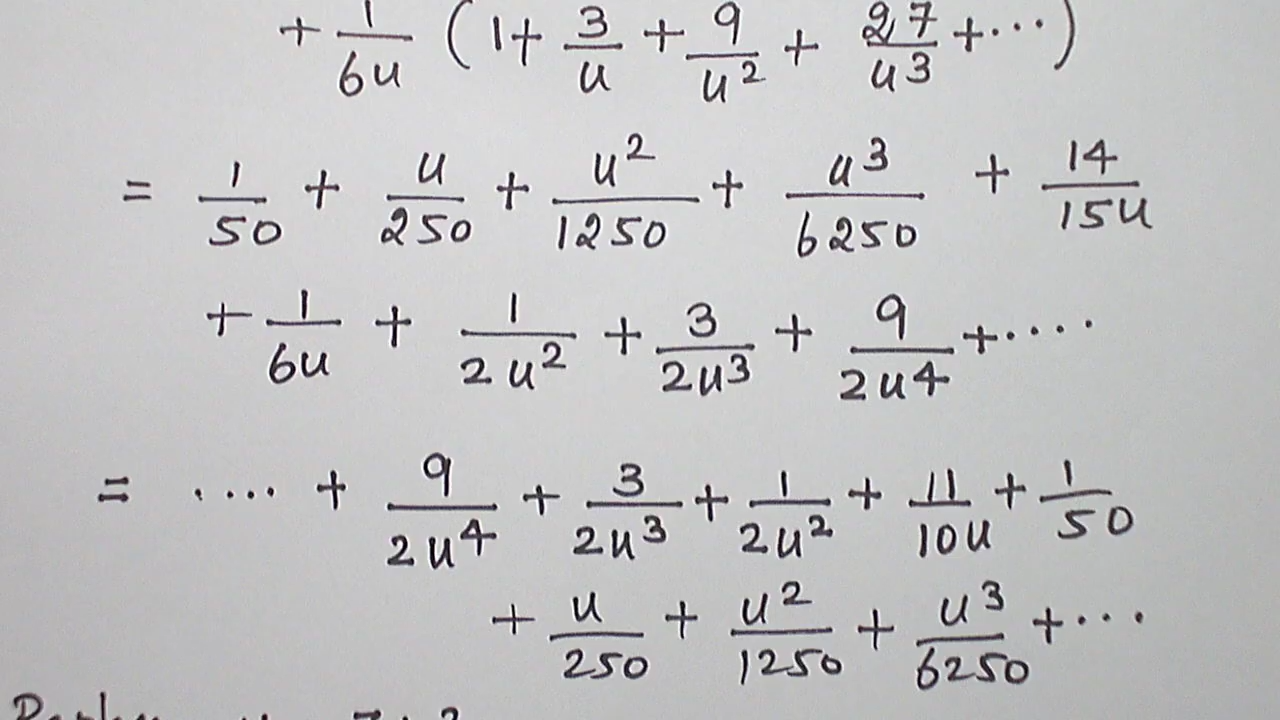 + 1/6u (1 + 3/u + 9/u² + 27/u³ + ⋯)
= 1/50 + u/250 + u²/1250 + u³/6250 + 14/15u
+ 1/6u + 1/2u² + 3/2u³ + 9/2u⁴ + ....
= .... + 9/2u⁴ + 3/2u³ + 1/2u² + 11/10u + 1/50
+ u/250 + u²/1250 + u³/6250 + ⋯